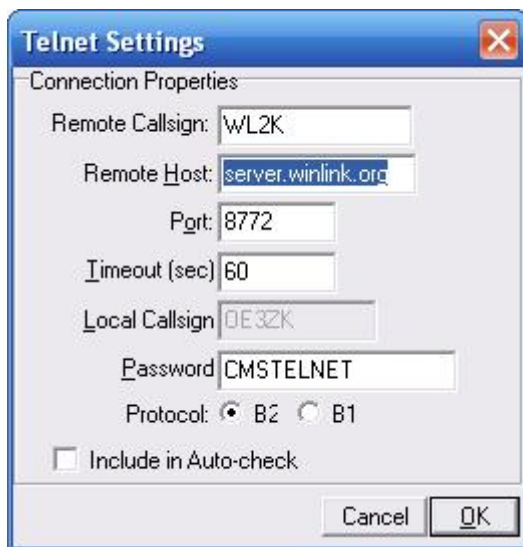 Telnet Settings
Connection Properties
Remote Callsign: WL2K
Remote Host: server.winlink.org
Port: 8772
Timeout (sec) 60
Local Callsign OE3ZK
Password CMSTELNET
Protocol: B2 B1
Include in Auto-check
Cancel OK